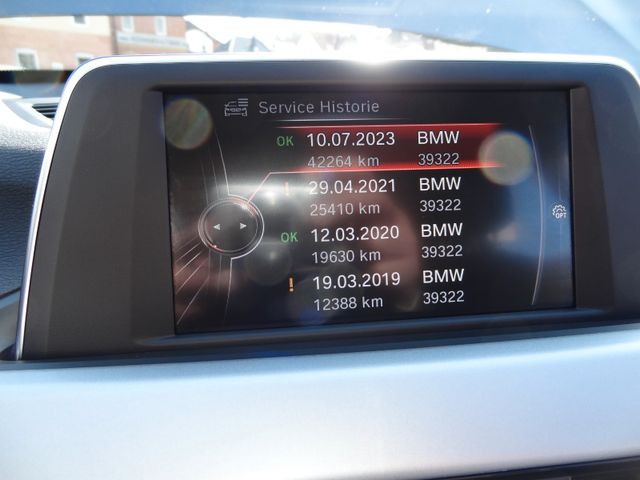 Service Historie
OK 10.07.2023 BMW
42264 km 39322
! 29.04.2021 BMW
25410 km 39322
OK 12.03.2020 BMW
19630 km 39322
! 19.03.2019 BMW
12388 km 39322
OPT